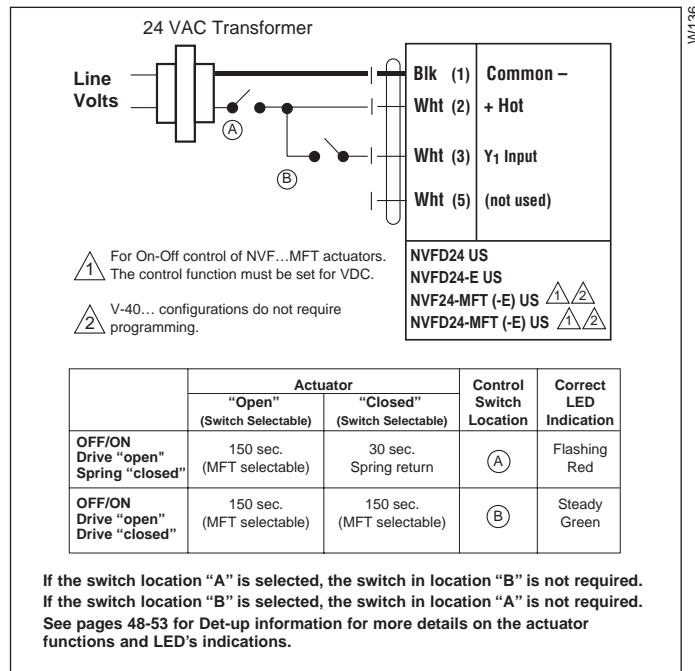 W136
24 VAC Transformer
Line
Volts
A
B
Blk (1) Common –
Wht (2) + Hot
Wht (3) Y1 Input
Wht (5) (not used)
1 For On-Off control of NVF…MFT actuators.
The control function must be set for VDC.
2 V-40… configurations do not require
programming.
NVFD24 US
NVFD24-E US
NVF24-MFT (-E) US 1 2
NVFD24-MFT (-E) US 1 2
Actuator
“Open”
(Switch Selectable)
“Closed”
(Switch Selectable)
Control
Switch
Location
Correct
LED
Indication
OFF/ON
Drive “open"
Spring “closed”
150 sec.
(MFT selectable)
30 sec.
Spring return
A
Flashing
Red
OFF/ON
Drive “open”
Drive “closed”
150 sec.
(MFT selectable)
150 sec.
(MFT selectable)
B
Steady
Green
If the switch location “A” is selected, the switch in location “B” is not required.
If the switch location “B” is selected, the switch in location “A” is not required.
See pages 48-53 for Det-up information for more details on the actuator
functions and LED’s indications.